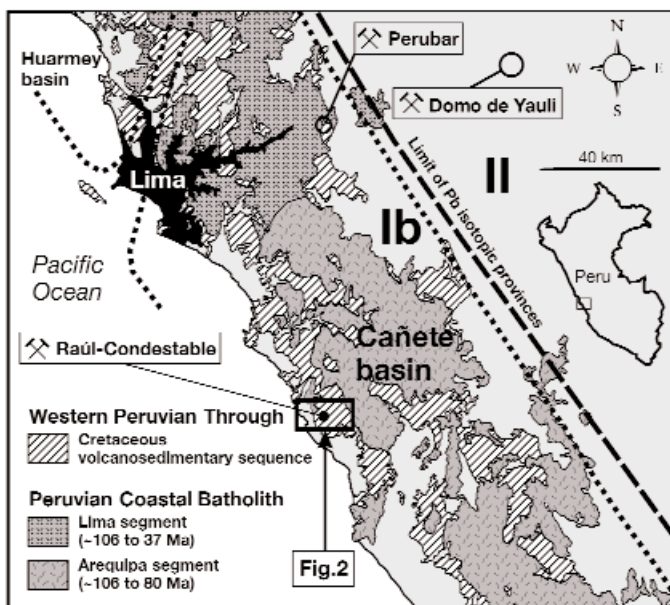 Huarmey
basin
Perubar
N
W E
S
Domo de Yauli
Lima
Limit of Pb isotopic provinces
II
40 km
Ib
Pacific
Ocean
Peru
Raúl-Condestable
Cañete
basin
Western Peruvian Through
Cretaceous
volcanosedimentary sequence
Peruvian Coastal Batholith
Lima segment
(~106 to 37 Ma)
Fig.2
Arequipa segment
(~106 to 80 Ma)